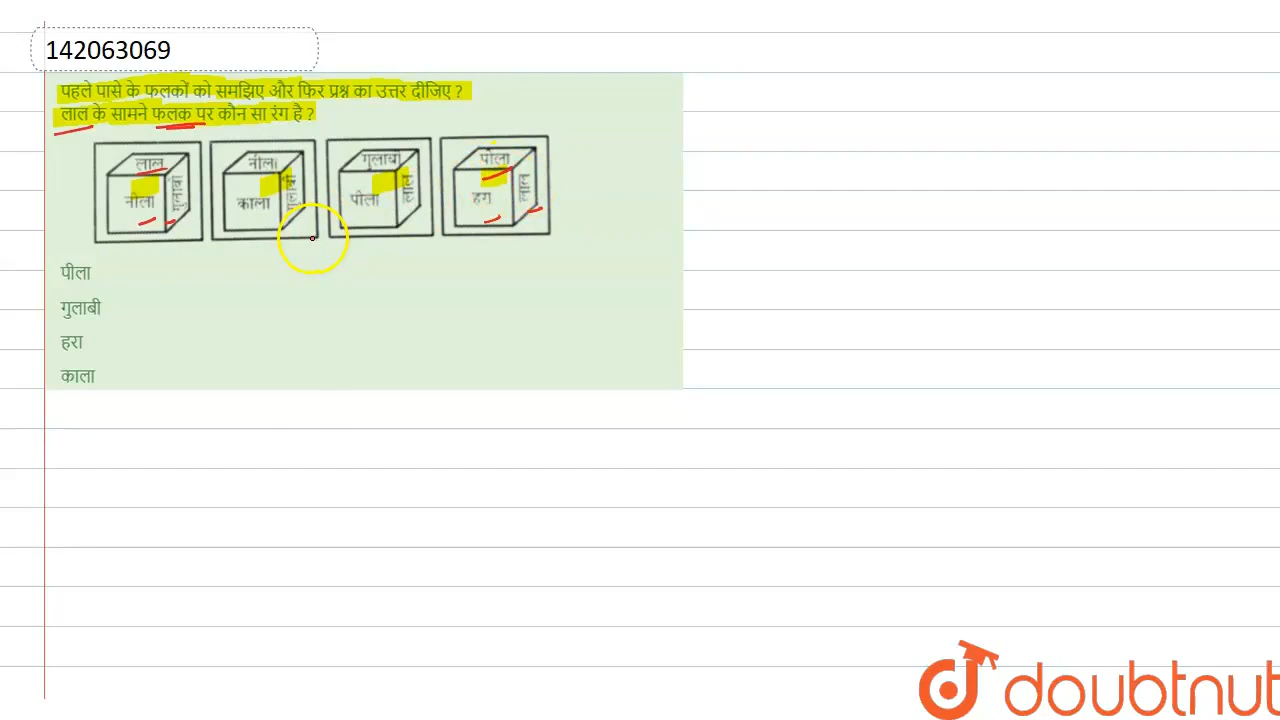 142063069
पहले पासे के फलकों को समझिए और फिर प्रश्न का उत्तर दीजिए ?
लाल के सामने फलक पर कौन सा रंग है ?
लाल नीला गुलाबी
नीला काला गुलाबी
गुलाबी पीला लाल
पीला हरा लाल
पीला
गुलाबी
हरा
काला
doubtnut